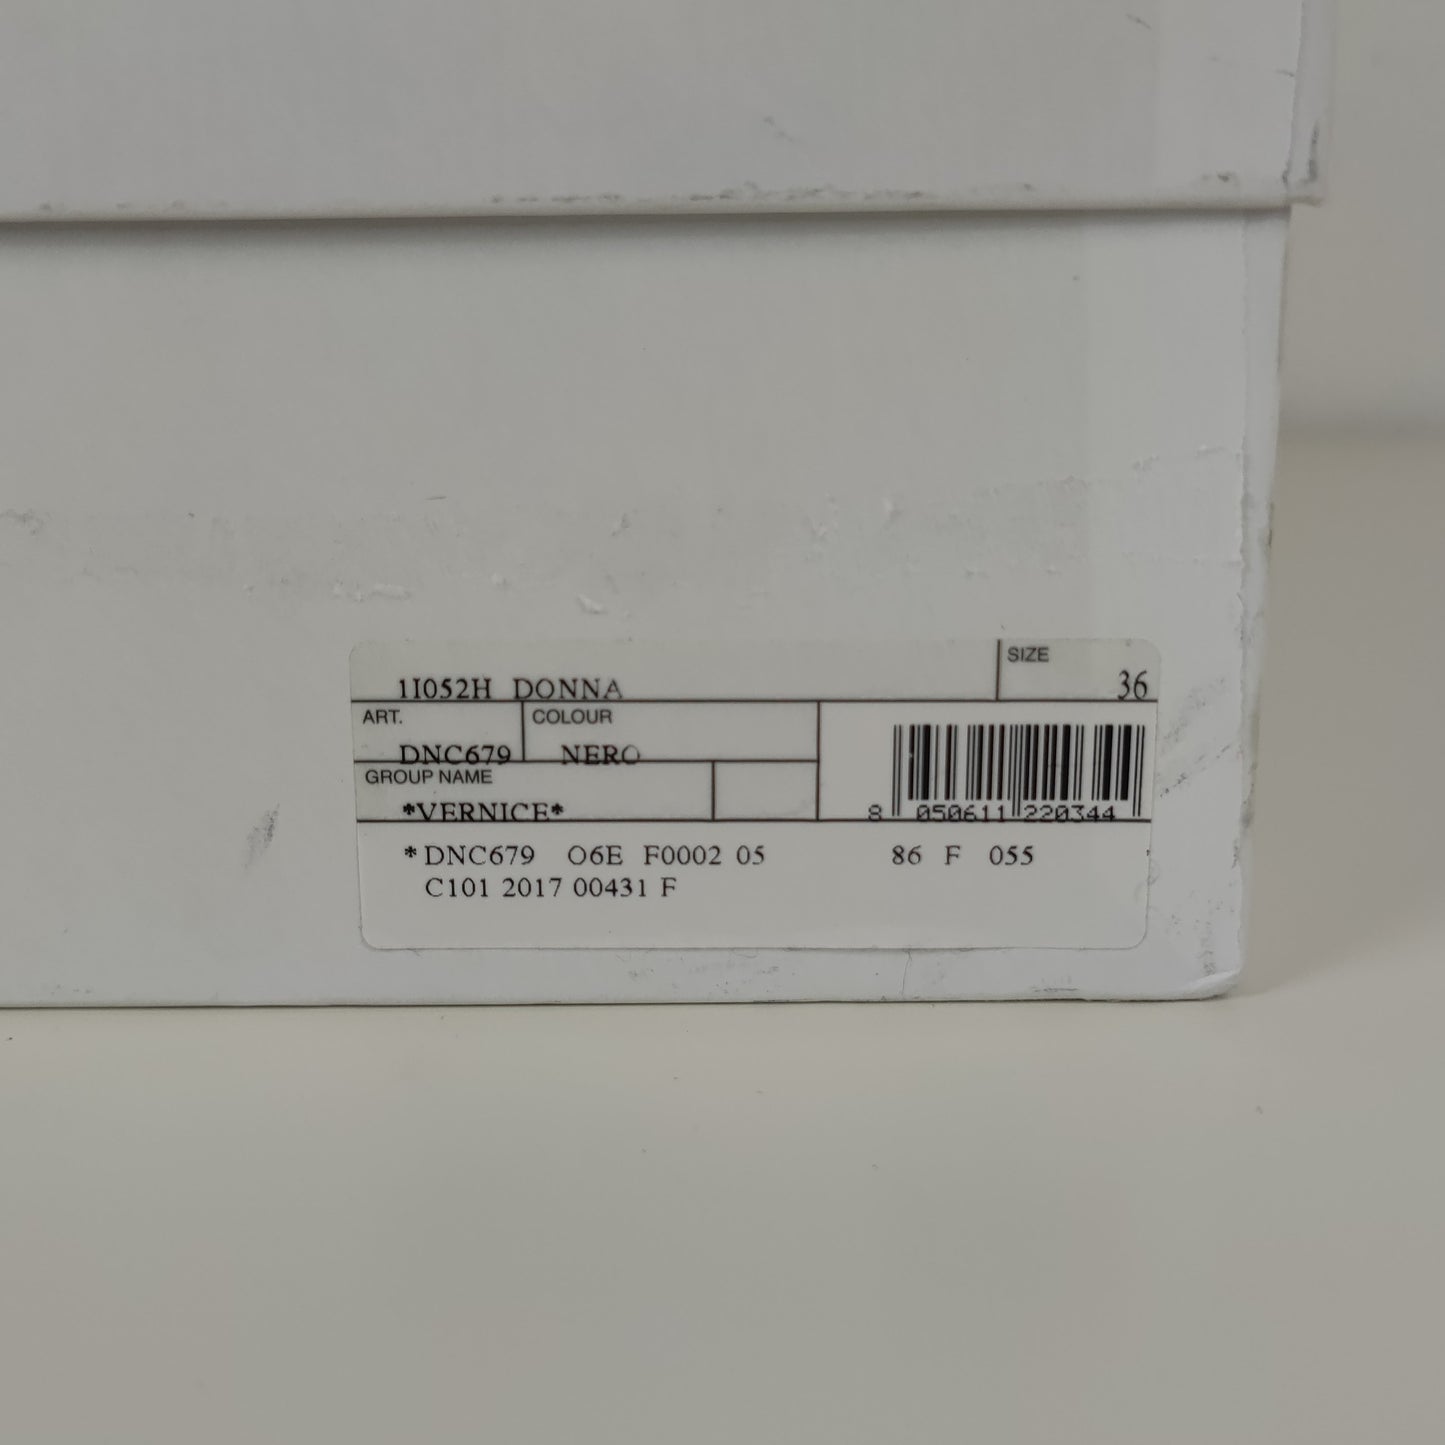 1I052H DONNA
SIZE
36
ART.
DNC679
COLOUR
NERO
GROUP NAME
*VERNICE*
8 050611 220344
*DNC679 O6E F0002 05 86 F 055
C101 2017 00431 F